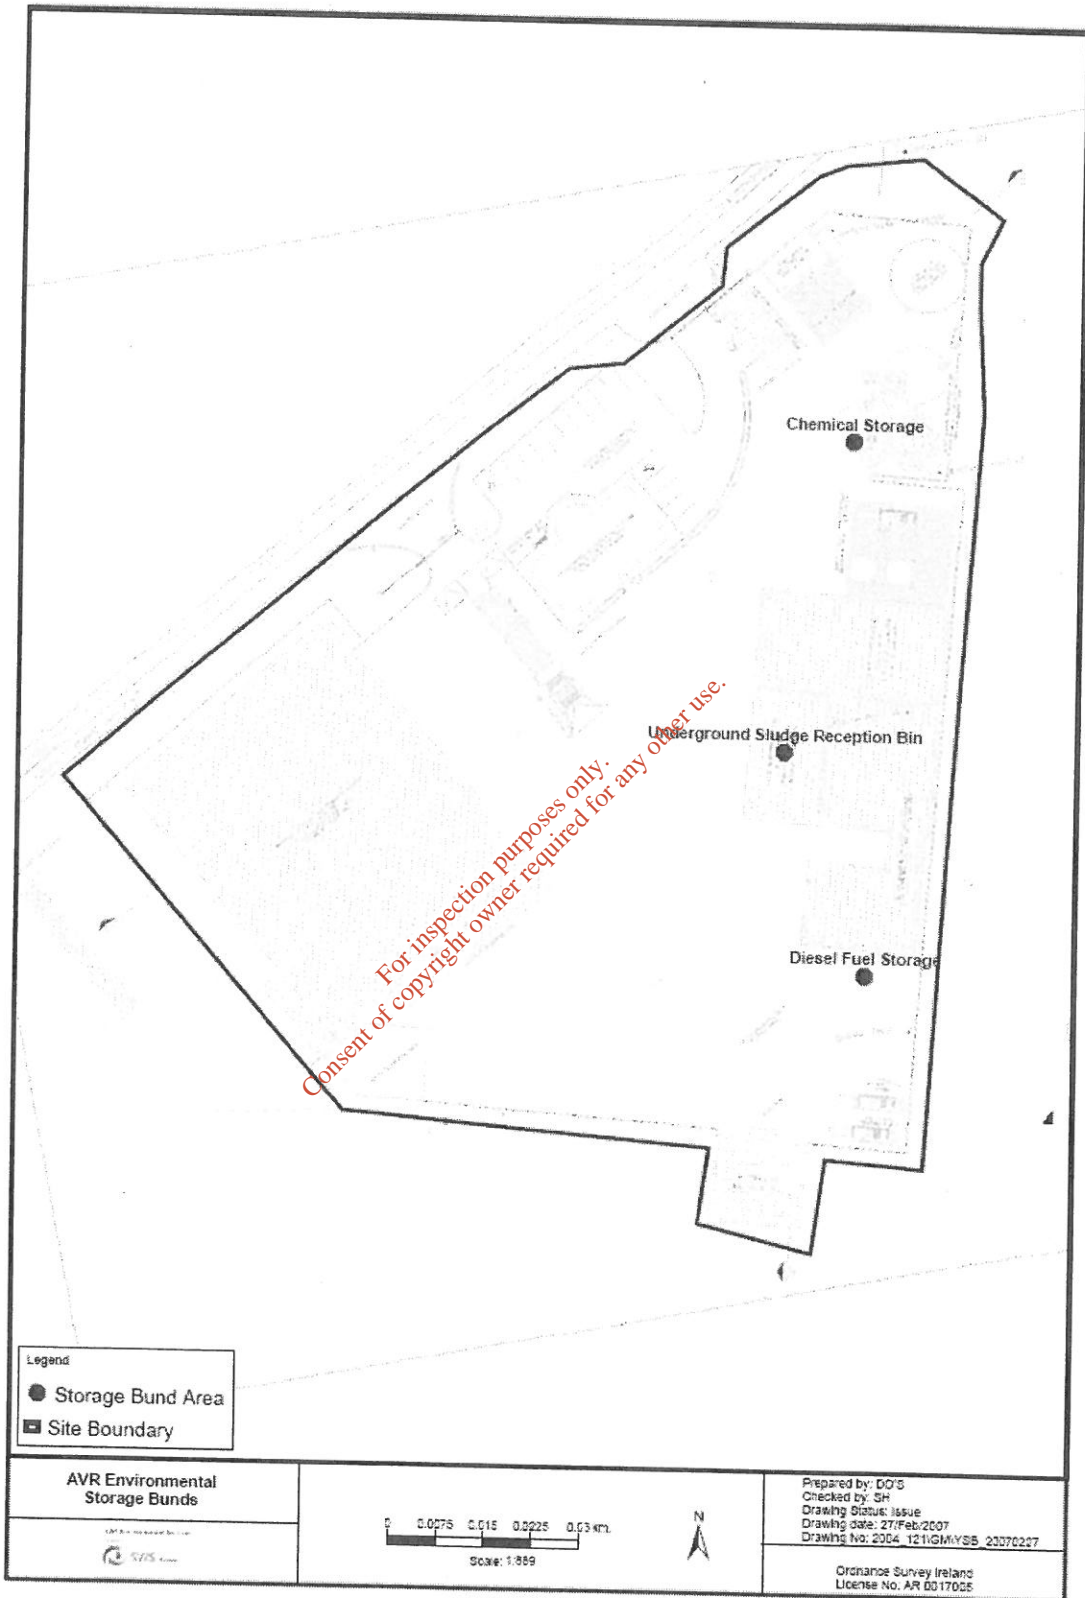 Chemical Storage
Underground Sludge Reception Bin
Diesel Fuel Storage
For inspection purposes only.
Consent of copyright owner required for any other use.
Legend
Storage Bund Area
Site Boundary
AVR Environmental
Storage Bunds
0 0.0075 0.015 0.0225 0.03 km.
Scale: 1:889
N
Prepared by: DO'S
Checked by: SH
Drawing Status: Issue
Drawing date: 27/Feb/2007
Drawing No:
Ordnance Survey Ireland
License No. AR 0017005